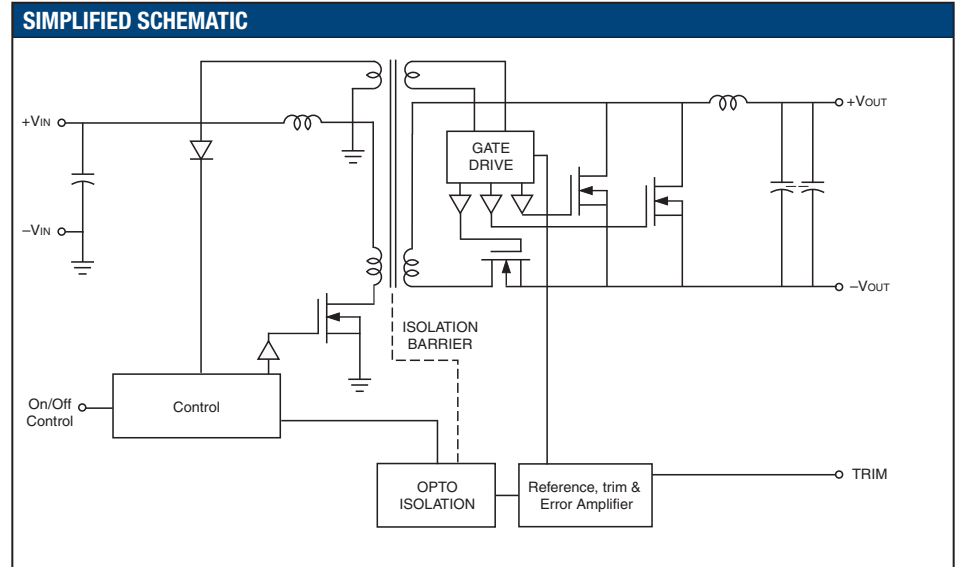 SIMPLIFIED SCHEMATIC
+VIN
−VIN
GATE
DRIVE
+VOUT
−VOUT
ISOLATION
BARRIER
On/Off
Control
Control
OPTO
ISOLATION
Reference, trim &
Error Amplifier
TRIM